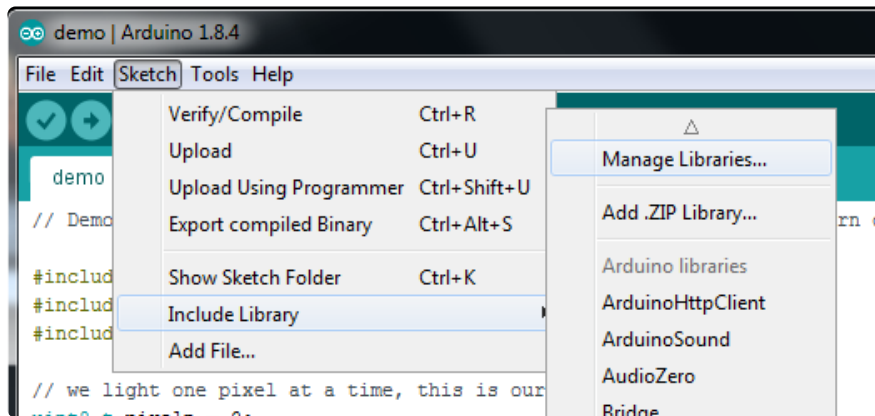 demo | Arduino 1.8.4
File Edit Sketch Tools Help
Verify/Compile Ctrl+R
Upload Ctrl+U
Upload Using Programmer Ctrl+Shift+U
Export compiled Binary Ctrl+Alt+S
Show Sketch Folder Ctrl+K
Include Library
Add File...
Manage Libraries...
Add .ZIP Library...
Arduino libraries
ArduinoHttpClient
ArduinoSound
AudioZero
Bridge
demo
// Demo
#includ
#includ
#includ
// we light one pixel at a time, this is our